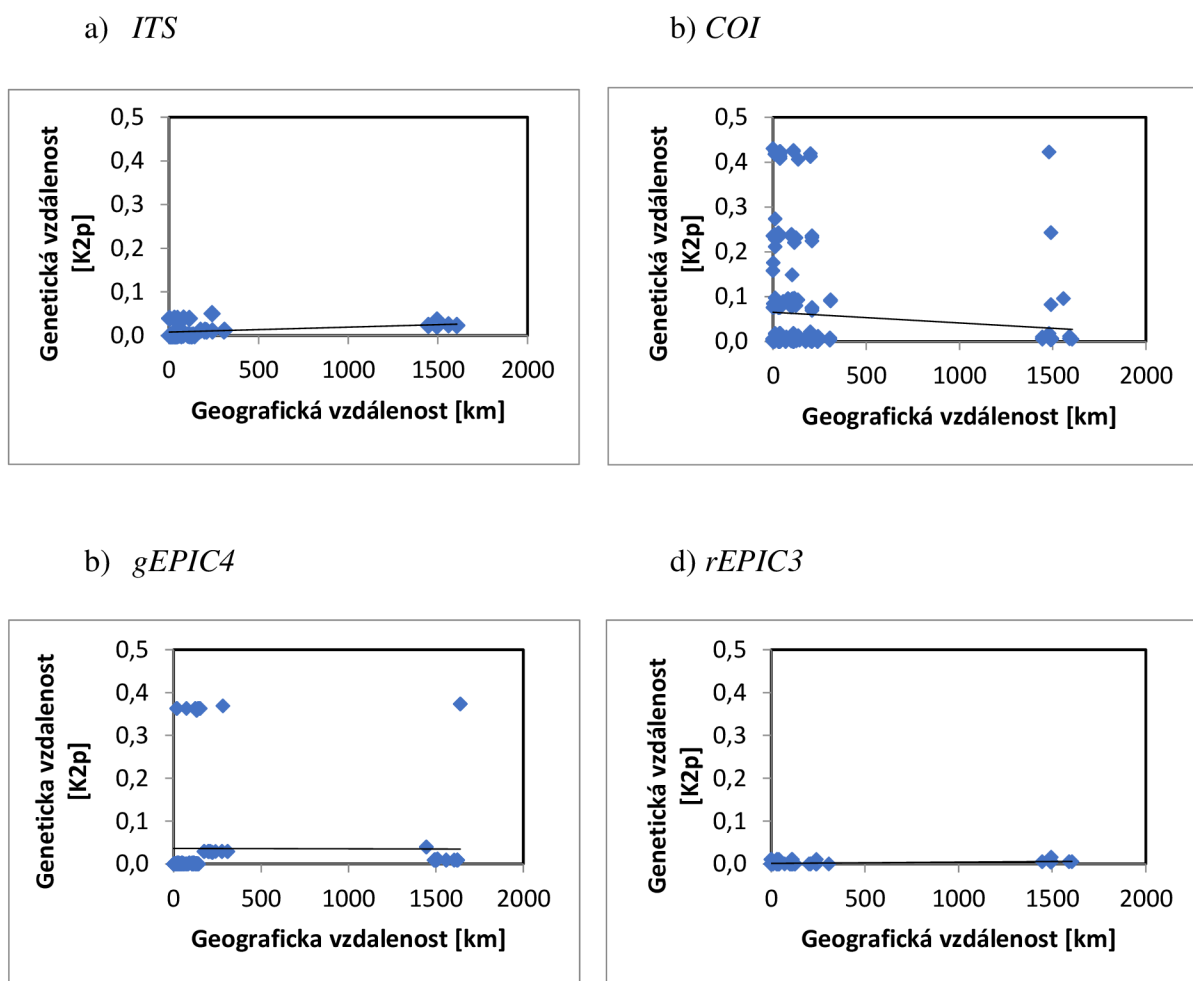 a) ITS
b) COI
Genetická vzdálenost
[K2p]
0,5
0,4
0,3
0,2
0,1
0,0
0 500 1000 1500 2000
Geografická vzdálenost [km]
Genetická vzdálenost
[K2p]
0,5
0,4
0,3
0,2
0,1
0,0
0 500 1000 1500 2000
Geografická vzdálenost [km]
b) gEPIC4
d) rEPIC3
Geneticka vzdalenost
[K2p]
0,5
0,4
0,3
0,2
0,1
0,0
0 500 1000 1500 2000
Geograficka vzdalenost [km]
Genetická vzdálenost
[K2p]
0,5
0,4
0,3
0,2
0,1
0,0
0 500 1000 1500 2000
Geografická vzdálenost [km]